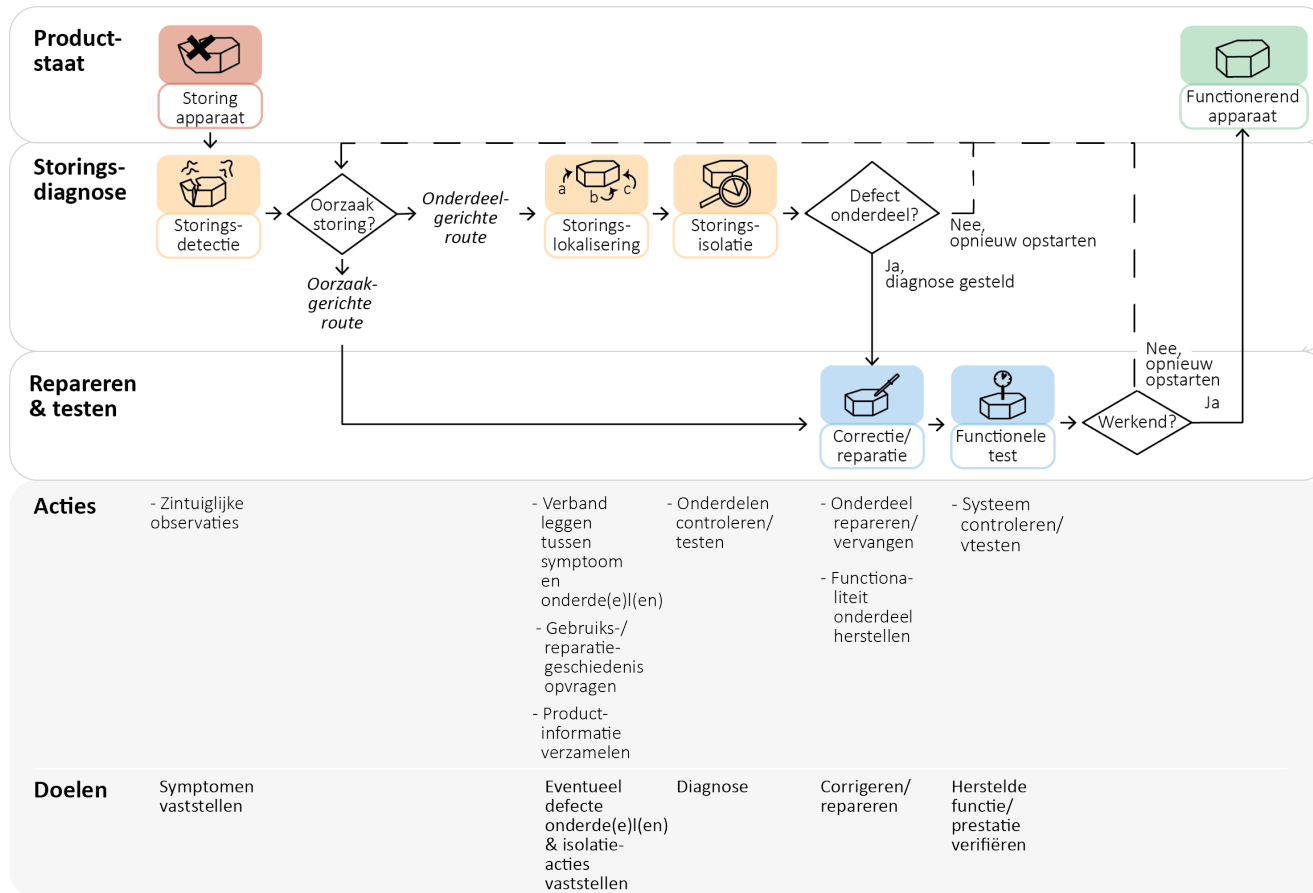 Product-
staat
Storing
apparaat
Functionerend
apparaat
Storings-
diagnose
Storings-
detectie
Oorzaak
storing?
Onderdeel-
gerichte
route
Oorzaak-
gerichte
route
a
b
c
Storings-
lokalisering
Storings-
isolatie
Defect
onderdeel?
Nee,
opnieuw opstarten
Ja,
diagnose gesteld
Repareren
& testen
Correctie/
reparatie
Functionele
test
Werkend?
Nee,
opnieuw
opstarten
Ja
Acties
- Zintuiglijke
observaties
- Verband
leggen
tussen
symptoom
en
onderde(e)l(en)
- Gebruiks-/
reparatie-
geschiedenis
opvragen
- Product-
informatie
verzamelen
- Onderdelen
controleren/
testen
- Onderdeel
repareren/
vervangen
- Functiona-
liteit
onderdeel
herstellen
- Systeem
controleren/
vtesten
Doelen
Symptomen
vaststellen
Eventueel
defecte
onderde(e)l(en)
& isolatie-
acties
vaststellen
Diagnose
Corrigeren/
repareren
Herstelde
functie/
prestatie
verifiëren